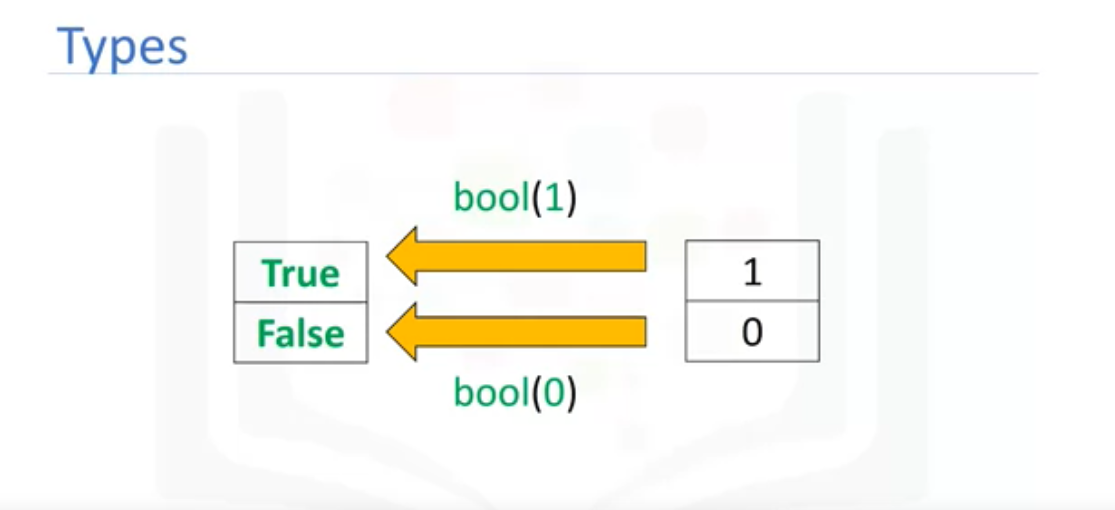 Types
bool(1)
True
1
False
0
bool(0)